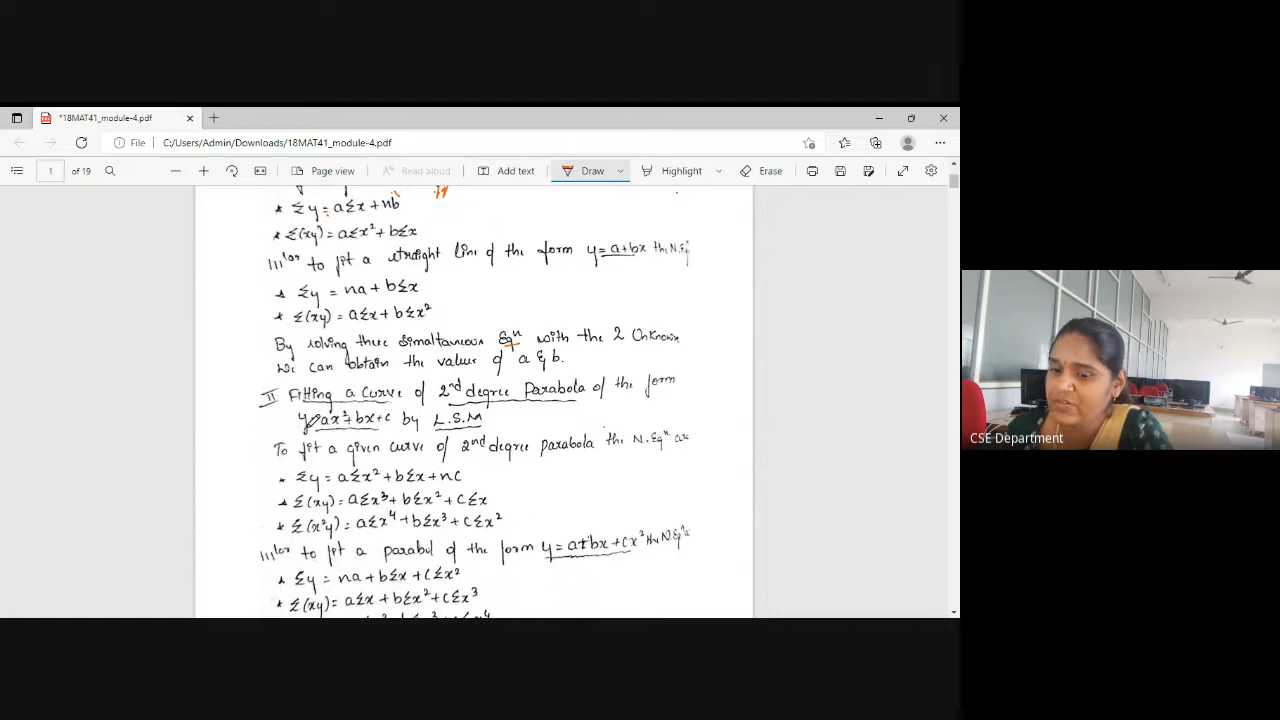 *18MAT41_module-4.pdf
File C:/Users/Admin/Downloads/18MAT41_module-4.pdf
1 of 19 Page view Read aloud Add text Draw Highlight Erase
* Σy = aΣx + nb
* Σ(xy) = aΣx² + bΣx
|||lar to fit a straight line of the form y = a+bx the N.Eqⁿ
* Σy = na + bΣx
* Σ(xy) = aΣx + bΣx²
By solving these simultaneous Eqⁿ with the 2 Unknown
We can obtain the values of a & b.
II Fitting a Curve of 2nd degree Parabola of the form
y = ax²+bx+c by L.S.M
To fit a given curve of 2nd degree parabola the N.Eqⁿ are
* Σy = aΣx² + bΣx + nc
* Σ(xy) = aΣx³ + bΣx² + cΣx
* Σ(x²y) = aΣx⁴ + bΣx³ + cΣx²
|||lar to fit a parabol of the form y = a+bx+cx² the N.Eqⁿ
* Σy = na + bΣx + cΣx²
* Σ(xy) = aΣx + bΣx² + cΣx³
CSE Department